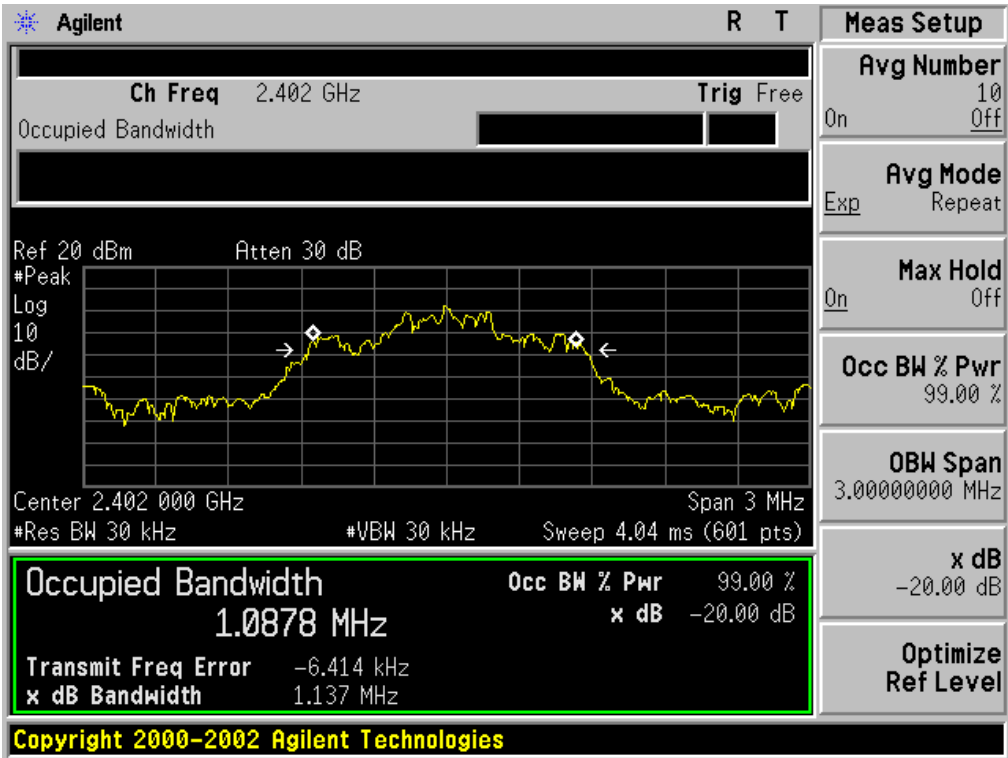 Agilent R T
Ch Freq 2.402 GHz Trig Free
Occupied Bandwidth
Ref 20 dBm Atten 30 dB
#Peak
Log
10
dB/
Center 2.402 000 GHz Span 3 MHz
#Res BW 30 kHz #VBW 30 kHz Sweep 4.04 ms (601 pts)
Occupied Bandwidth Occ BW % Pwr 99.00 %
1.0878 MHz x dB -20.00 dB
Transmit Freq Error -6.414 kHz
x dB Bandwidth 1.137 MHz
Copyright 2000-2002 Agilent Technologies
Meas Setup
Avg Number
10
On Off
Avg Mode
Exp Repeat
Max Hold
On Off
Occ BW % Pwr
99.00 %
OBW Span
3.00000000 MHz
x dB
-20.00 dB
Optimize
Ref Level